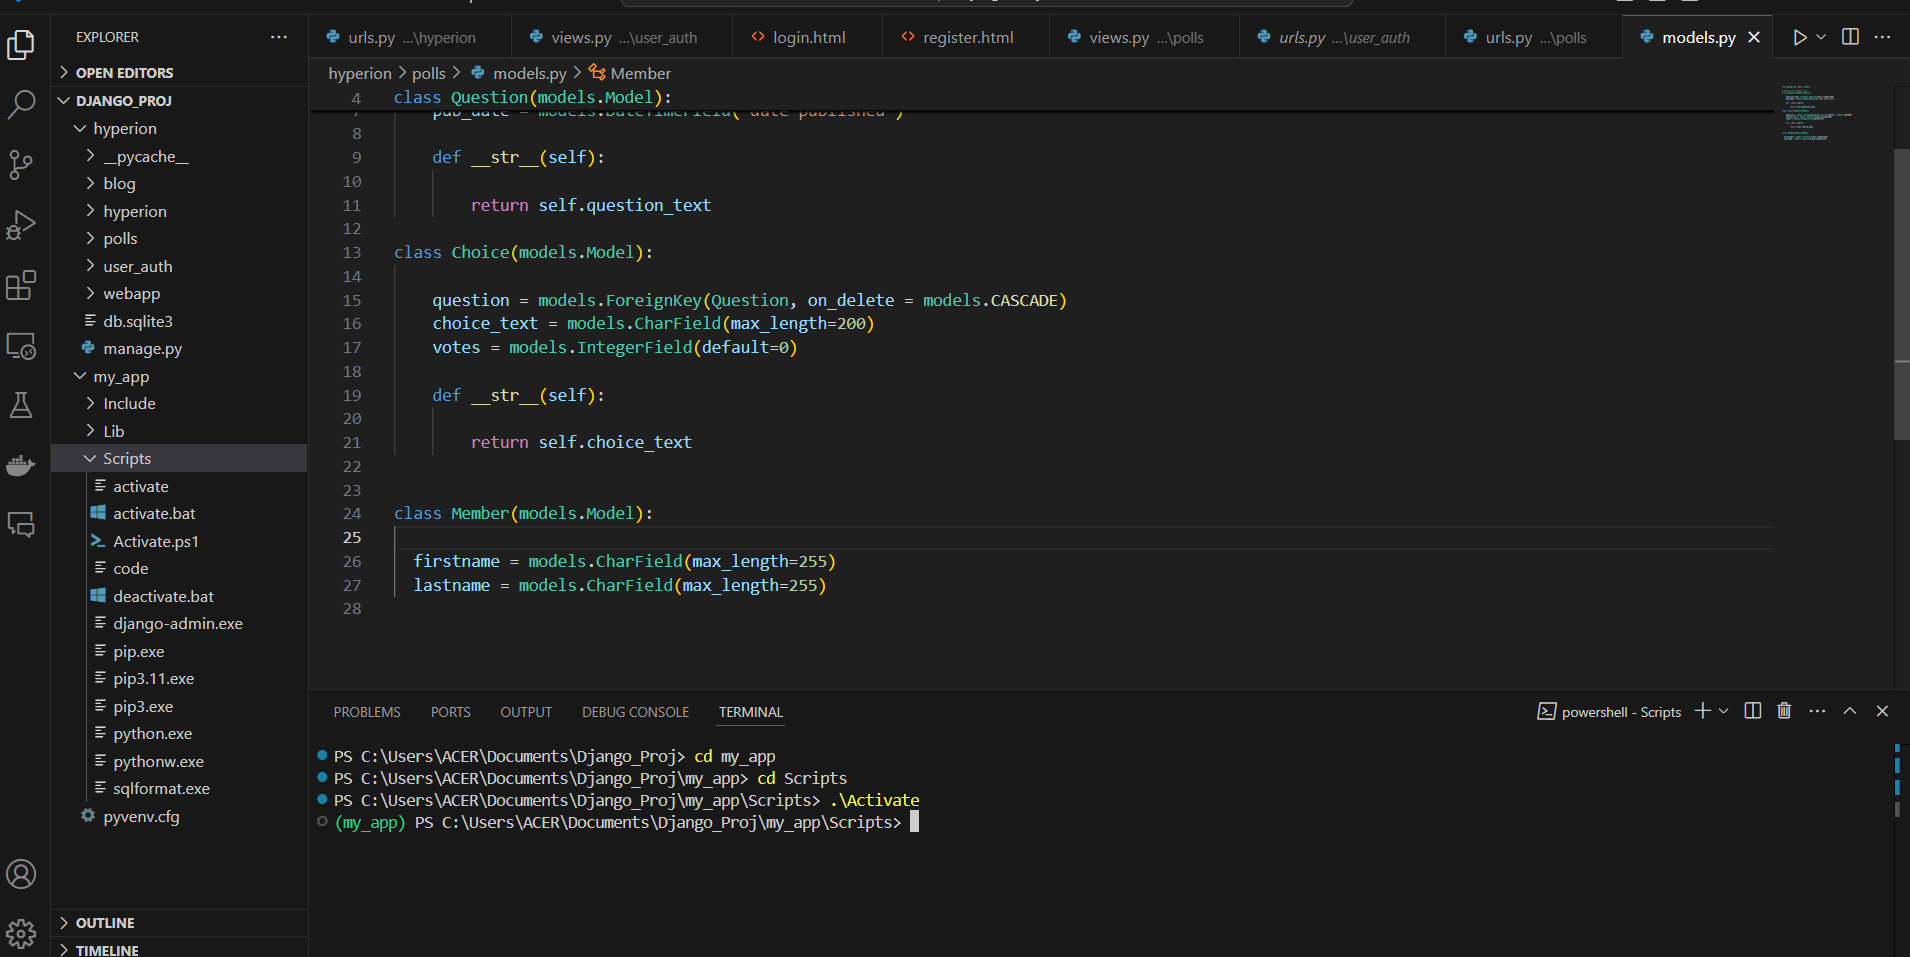 EXPLORER
OPEN EDITORS
DJANGO_PROJ
hyperion
__pycache__
blog
hyperion
polls
user_auth
webapp
db.sqlite3
manage.py
my_app
Include
Lib
Scripts
activate
activate.bat
Activate.ps1
code
deactivate.bat
django-admin.exe
pip.exe
pip3.11.exe
pip3.exe
python.exe
pythonw.exe
sqlformat.exe
pyvenv.cfg
OUTLINE
TIMELINE
urls.py ...\hyperion
views.py ...\user_auth
login.html
register.html
views.py ...\polls
urls.py ...\user_auth
urls.py ...\polls
models.py
hyperion > polls > models.py > Member
4 class Question(models.Model):
7 pub_date = models.DateTimeField('date published')
8
9 def __str__(self):
10
11 return self.question_text
12
13 class Choice(models.Model):
14
15 question = models.ForeignKey(Question, on_delete = models.CASCADE)
16 choice_text = models.CharField(max_length=200)
17 votes = models.IntegerField(default=0)
18
19 def __str__(self):
20
21 return self.choice_text
22
23
24 class Member(models.Model):
25
26 firstname = models.CharField(max_length=255)
27 lastname = models.CharField(max_length=255)
28
PROBLEMS PORTS OUTPUT DEBUG CONSOLE TERMINAL
powershell - Scripts
PS C:\Users\ACER\Documents\Django_Proj> cd my_app
PS C:\Users\ACER\Documents\Django_Proj\my_app> cd Scripts
PS C:\Users\ACER\Documents\Django_Proj\my_app\Scripts> .\Activate
(my_app) PS C:\Users\ACER\Documents\Django_Proj\my_app\Scripts>